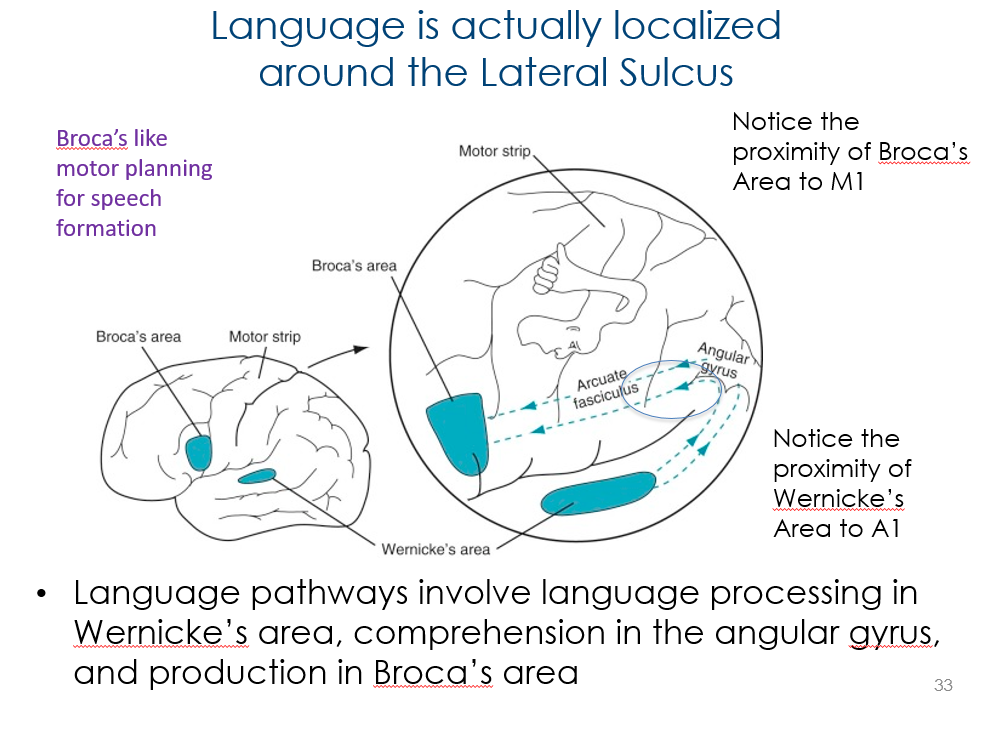 Language is actually localized
around the Lateral Sulcus
Broca's like
motor planning
for speech
formation
Notice the
proximity of Broca's
Area to M1
Motor strip
Broca's area
Broca's area
Motor strip
Angular
gyrus
Arcuate
fasciculus
Notice the
proximity of
Wernicke's
Area to A1
Wernicke's area
• Language pathways involve language processing in
Wernicke's area, comprehension in the angular gyrus,
and production in Broca's area
33